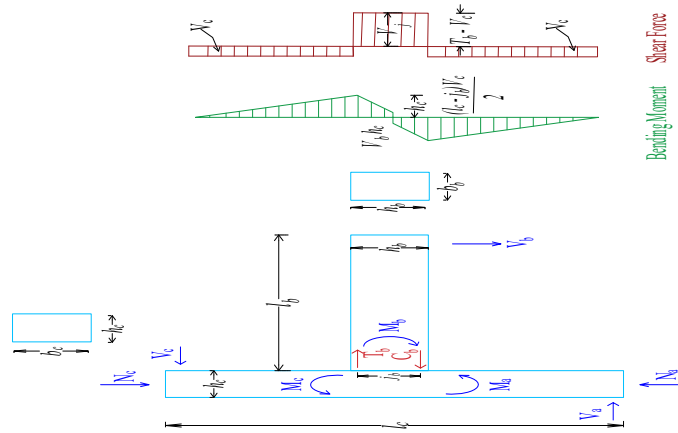 V_c
V_j
T_b - V_c
V_c
Shear Force
V_b h_c
h_c
(l_c - j_b)V_c
2
Bending Moment
h_b
b_b
b_c
h_c
l_b
h_b
V_b
N_c
V_c
h_c
M_c
T_b
M_b
C_b
j_b
M_a
V_a
N_a
l_c